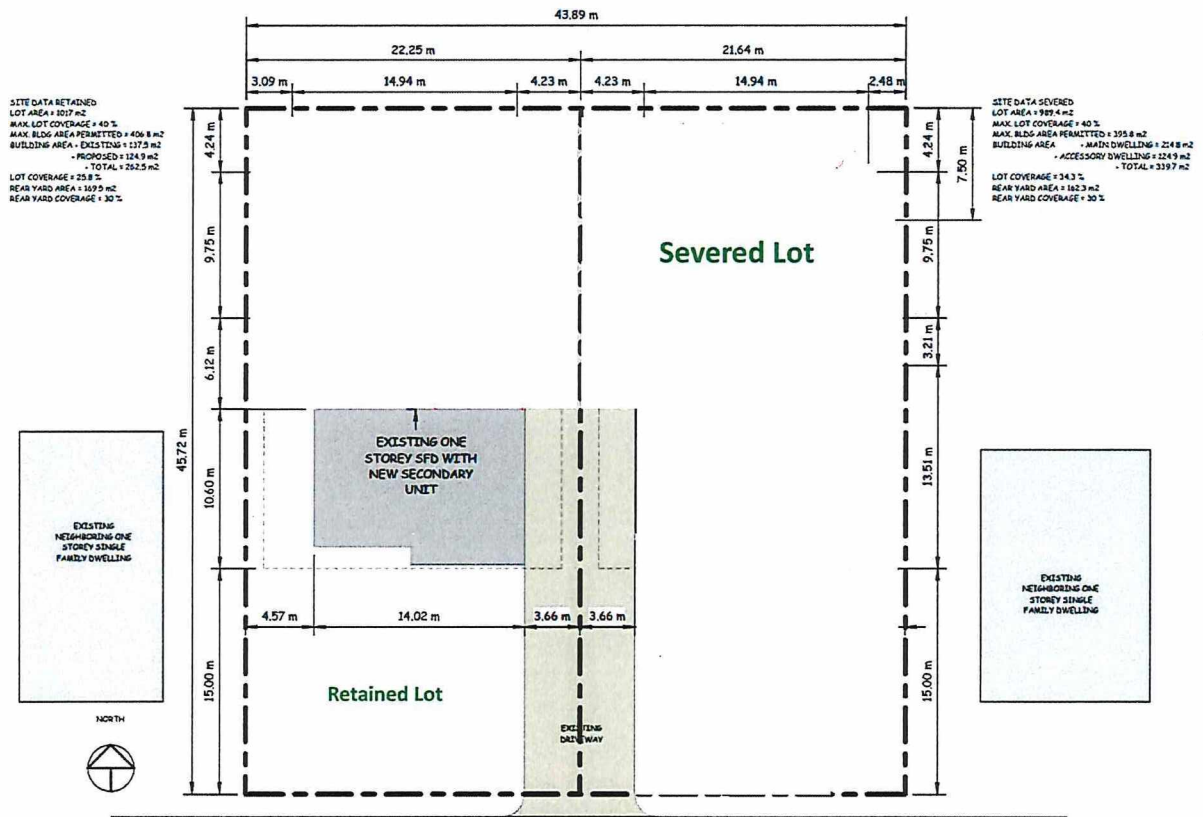 43.89 m
22.25 m
21.64 m
3.09 m
14.94 m
4.23 m
4.23 m
14.94 m
2.48 m
SITE DATA RETAINED
LOT AREA = 1017 m2
MAX. LOT COVERAGE = 40 %
MAX. BLDG AREA PERMITTED = 406.8 m2
BUILDING AREA - EXISTING = 137.5 m2
- PROPOSED = 124.9 m2
- TOTAL = 262.5 m2
LOT COVERAGE = 25.8 %
REAR YARD AREA = 169.5 m2
REAR YARD COVERAGE = 30 %
SITE DATA SEVERED
LOT AREA = 989.4 m2
MAX. LOT COVERAGE = 40 %
MAX. BLDG AREA PERMITTED = 395.8 m2
BUILDING AREA - MAIN DWELLING = 214.8 m2
- ACCESSORY DWELLING = 124.9 m2
- TOTAL = 339.7 m2
LOT COVERAGE = 34.3 %
REAR YARD AREA = 162.3 m2
REAR YARD COVERAGE = 30 %
4.24 m
4.24 m
7.50 m
9.75 m
Severed Lot
9.75 m
6.12 m
3.21 m
45.72 m
10.60 m
EXISTING ONE
STOREY SFD WITH
NEW SECONDARY
UNIT
13.51 m
EXISTING
NEIGHBORING ONE
STOREY SINGLE
FAMILY DWELLING
EXISTING
NEIGHBORING ONE
STOREY SINGLE
FAMILY DWELLING
4.57 m
14.02 m
3.66 m
3.66 m
15.00 m
Retained Lot
15.00 m
NORTH
EXISTING
DRIVEWAY